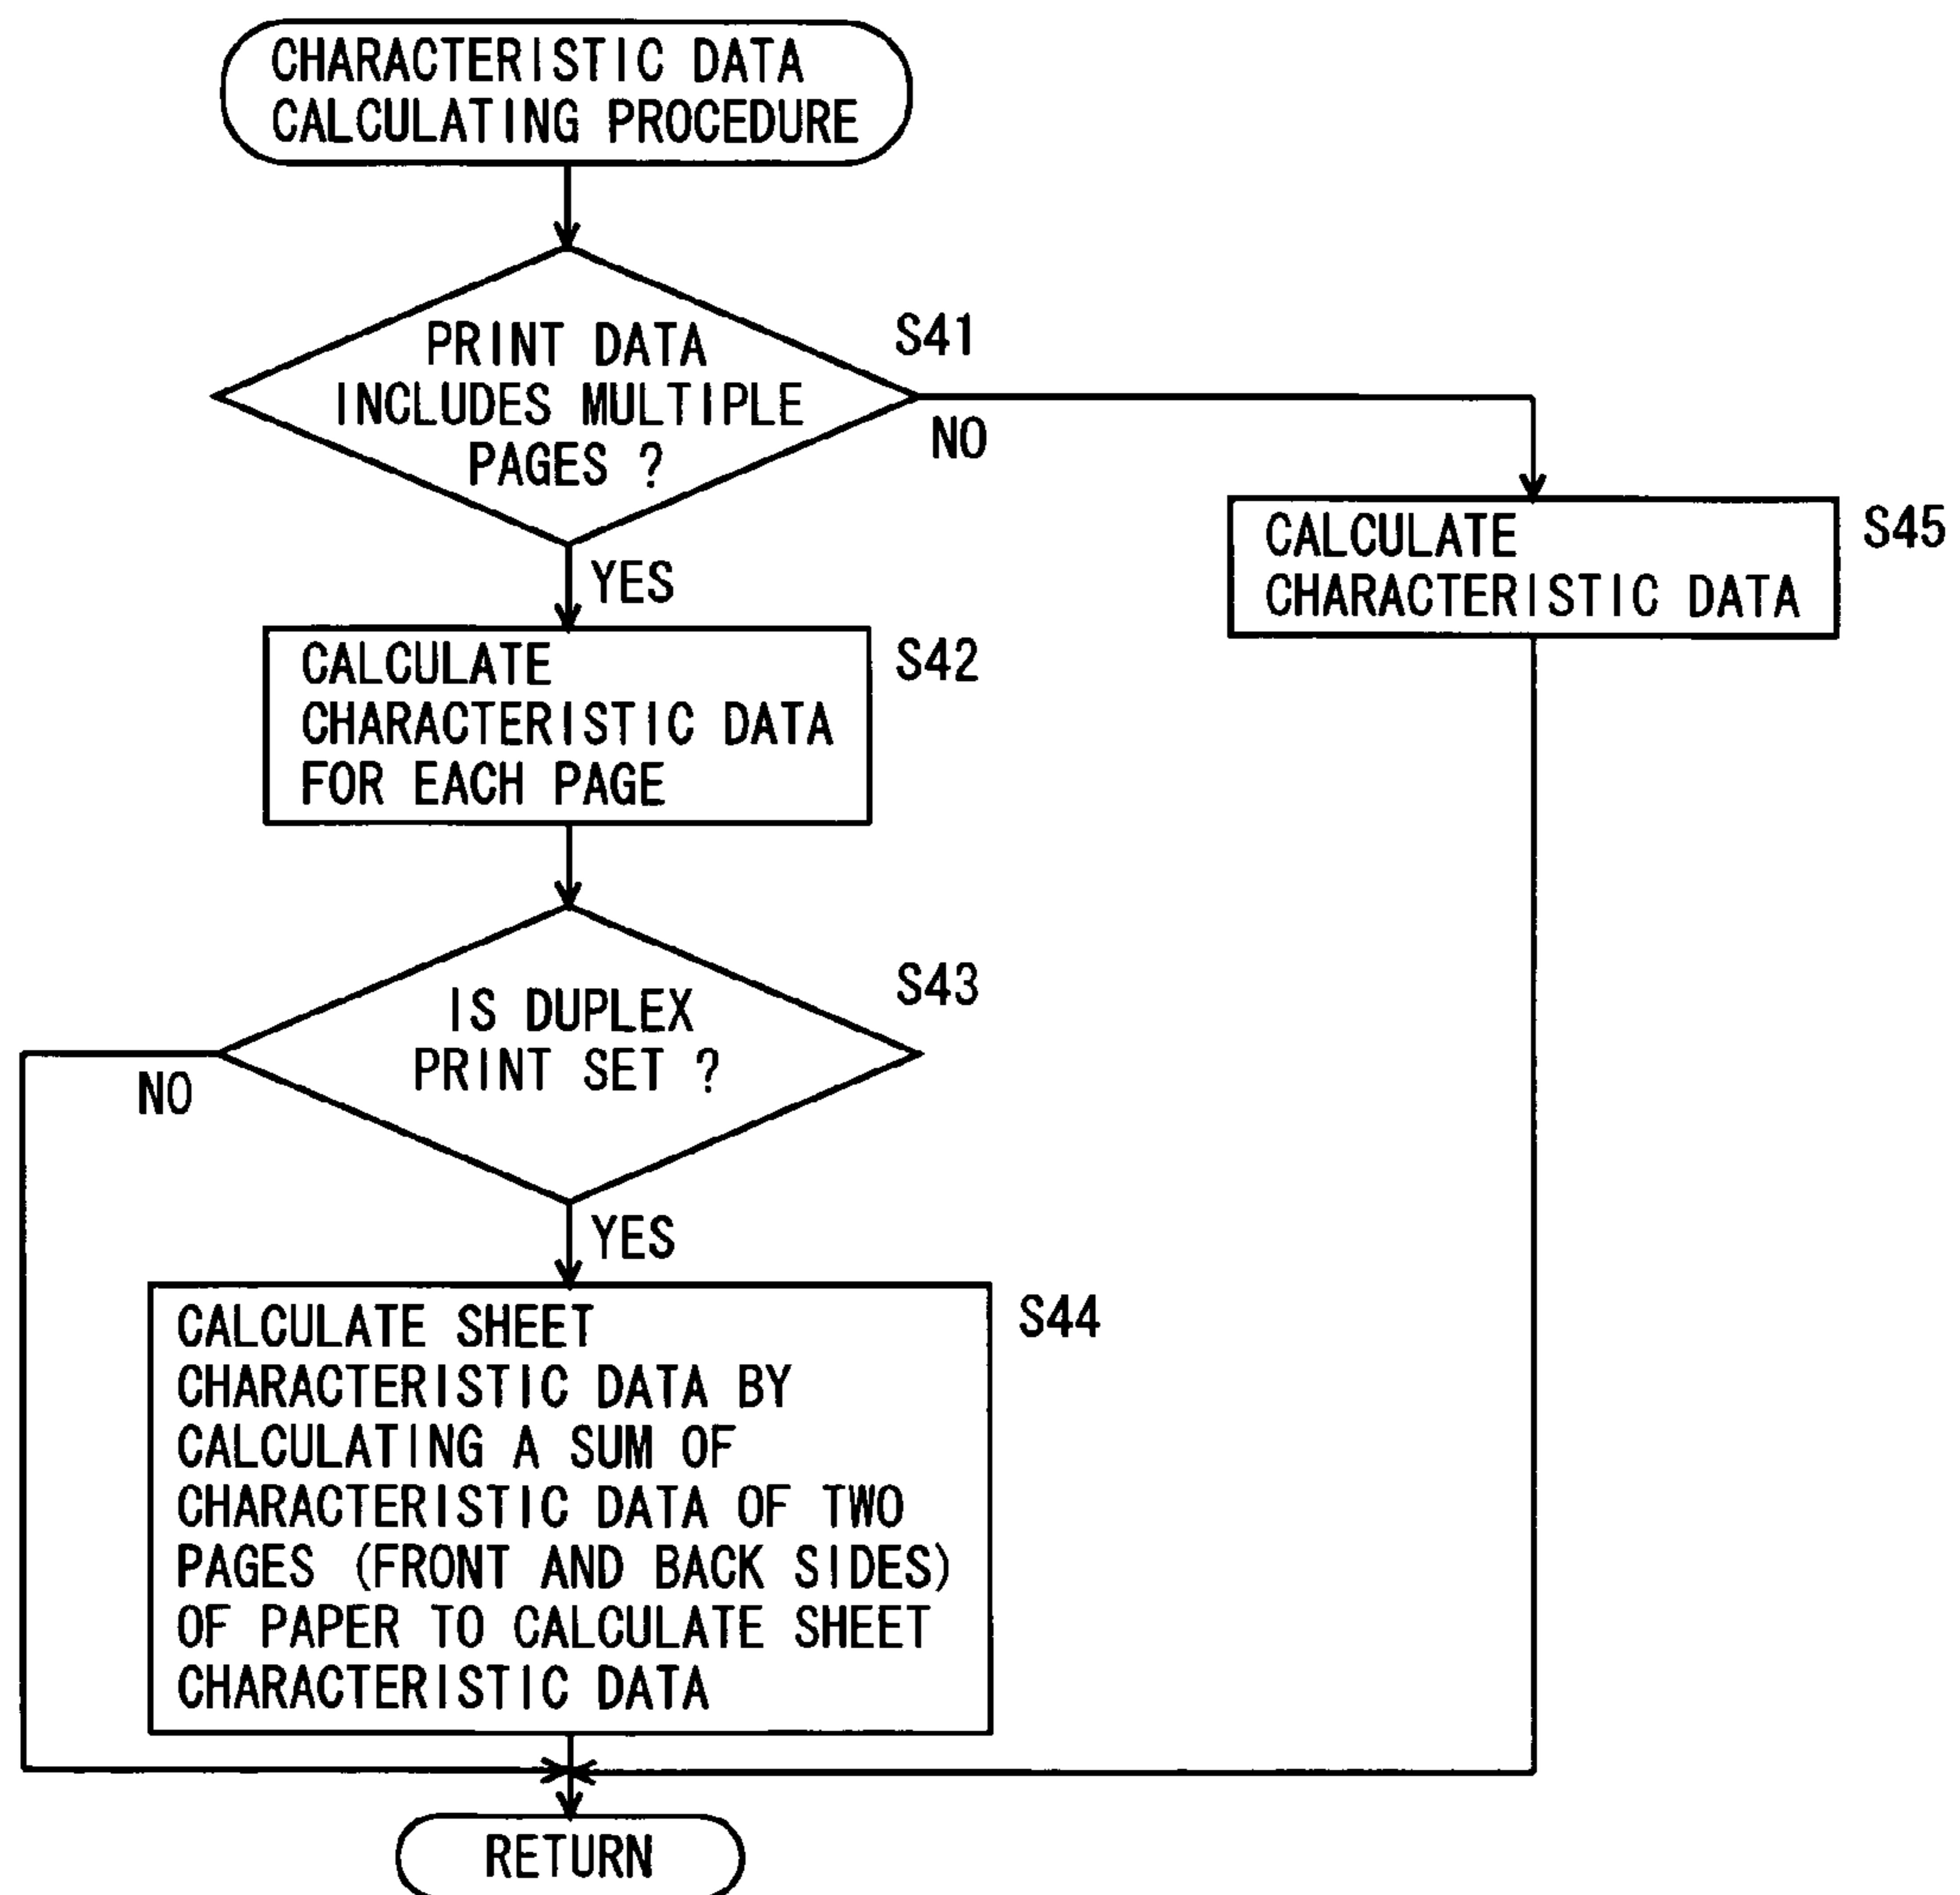 CHARACTERISTIC DATA
CALCULATING PROCEDURE
PRINT DATA
INCLUDES MULTIPLE
PAGES ?
S41
NO
YES
CALCULATE
CHARACTERISTIC DATA
S45
CALCULATE
CHARACTERISTIC DATA
FOR EACH PAGE
S42
IS DUPLEX
PRINT SET ?
S43
NO
YES
CALCULATE SHEET
CHARACTERISTIC DATA BY
CALCULATING A SUM OF
CHARACTERISTIC DATA OF TWO
PAGES (FRONT AND BACK SIDES)
OF PAPER TO CALCULATE SHEET
CHARACTERISTIC DATA
S44
RETURN